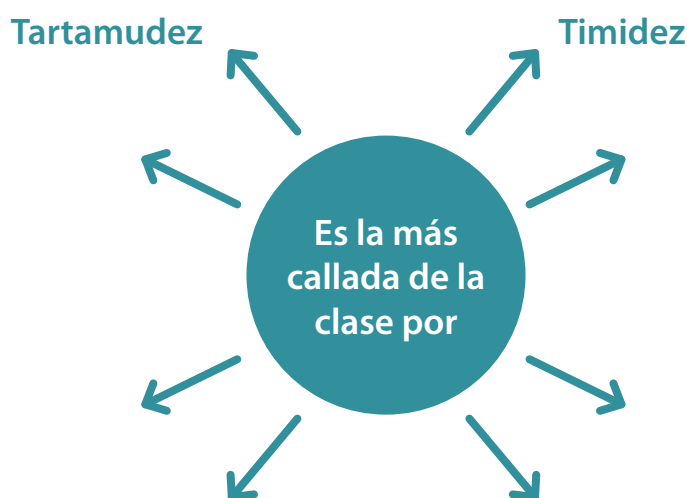 Tartamudez
Timidez
Es la más
callada de la
clase por